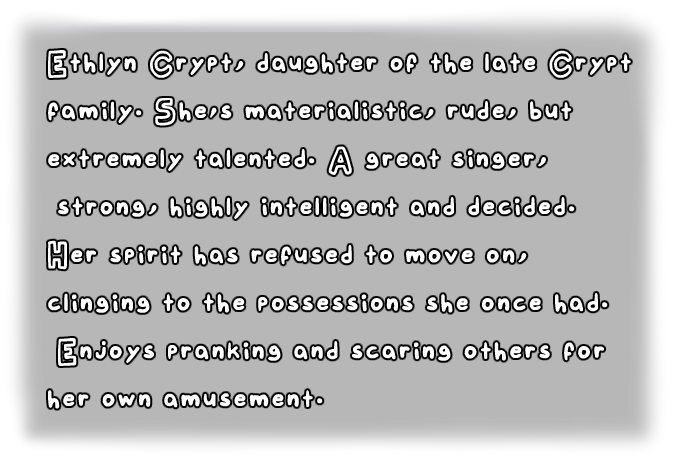 Ethlyn Crypt, daughter of the late Crypt
family. She's materialistic, rude, but
extremely talented. A great singer,
strong, highly intelligent and decided.
Her spirit has refused to move on,
clinging to the possessions she once had.
Enjoys pranking and scaring others for
her own amusement.